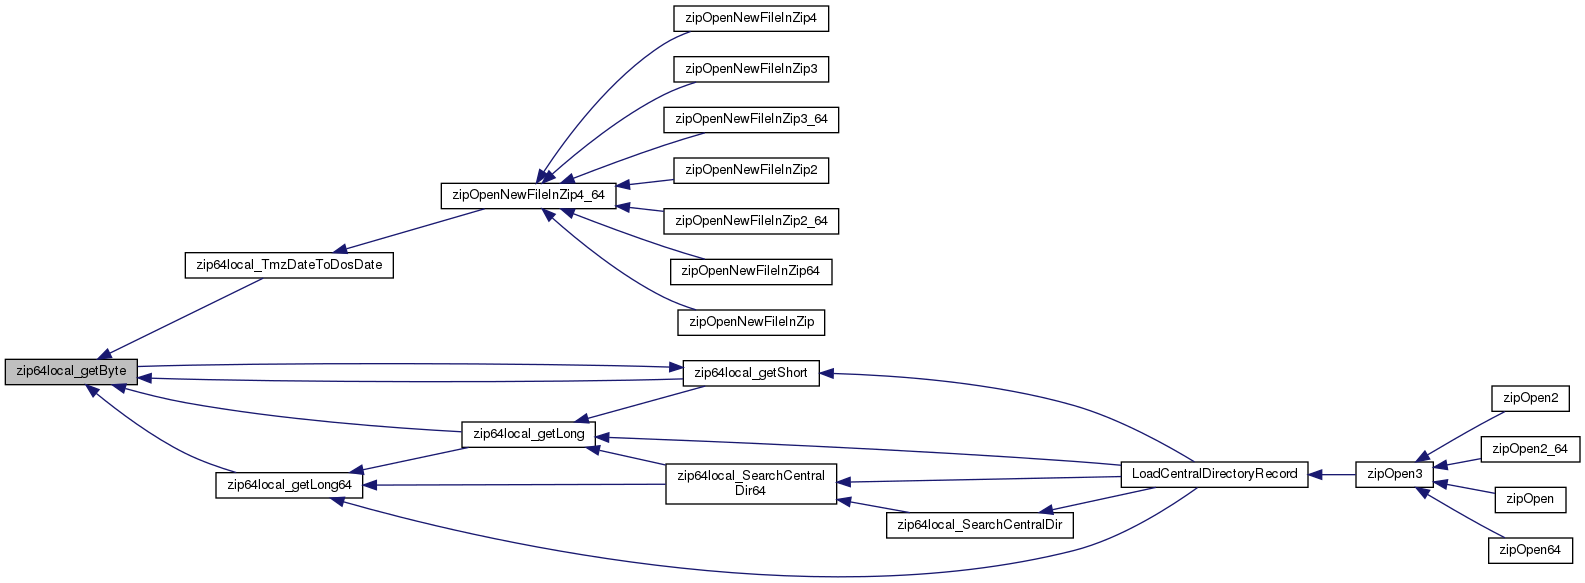 zipOpenNewFileInZip4
zipOpenNewFileInZip3
zipOpenNewFileInZip3_64
zipOpenNewFileInZip2
zipOpenNewFileInZip4_64
zipOpenNewFileInZip2_64
zip64local_TmzDateToDosDate
zipOpenNewFileInZip64
zipOpenNewFileInZip
zip64local_getByte
zip64local_getShort
zipOpen2
zip64local_getLong
zipOpen2_64
zip64local_SearchCentral
Dir64
LoadCentralDirectoryRecord
zipOpen3
zip64local_getLong64
zipOpen
zip64local_SearchCentralDir
zipOpen64